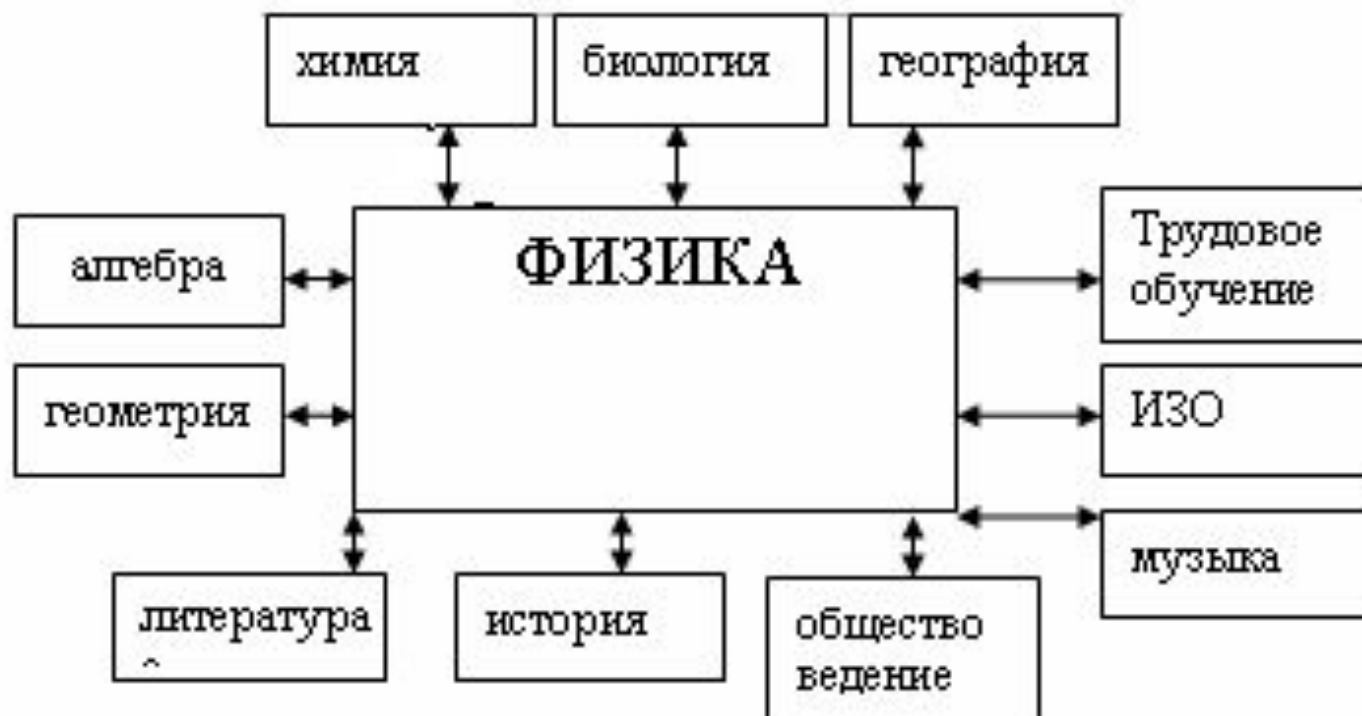 химия
биология
география
алгебра
ФИЗИКА
Трудовое
обучение
геометрия
ИЗО
литература
история
общество
ведение
музыка